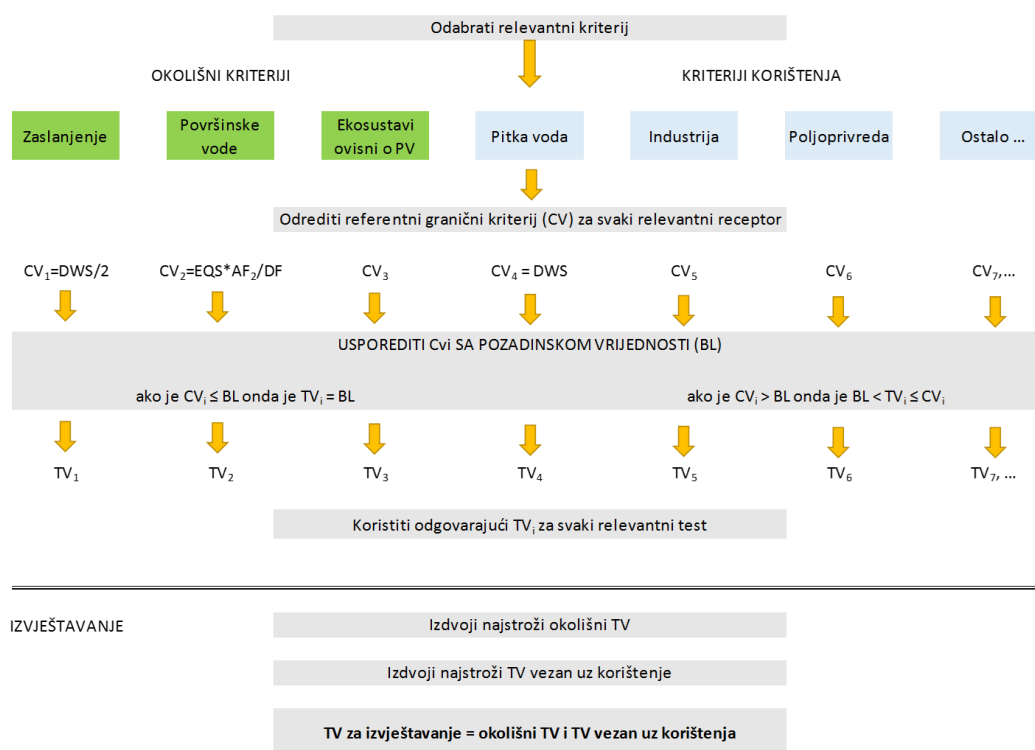 Odabrati relevantni kriterij
OKOLIŠNI KRITERIJI
KRITERIJI KORIŠTENJA
Zaslanjenje
Površinske
vode
Ekosustavi
ovisni o PV
Pitka voda
Industrija
Poljoprivreda
Ostalo ...
Odrediti referentni granični kriterij (CV) za svaki relevantni receptor
CV₁=DWS/2
CV₂=EQS*AF₂/DF
CV₃
CV₄ = DWS
CV₅
CV₆
CV₇,...
USPOREDITI Cvi SA POZADINSKOM VRIJEDNOSTI (BL)
ako je CVᵢ ≤ BL onda je TVᵢ = BL
ako je CVᵢ > BL onda je BL < TVᵢ ≤ CVᵢ
TV₁
TV₂
TV₃
TV₄
TV₅
TV₆
TV₇, ...
Koristiti odgovarajući TVᵢ za svaki relevantni test
IZVJEŠTAVANJE
Izdvoji najstroži okolišni TV
Izdvoji najstroži TV vezan uz korištenje
TV za izvještavanje = okolišni TV i TV vezan uz korištenja